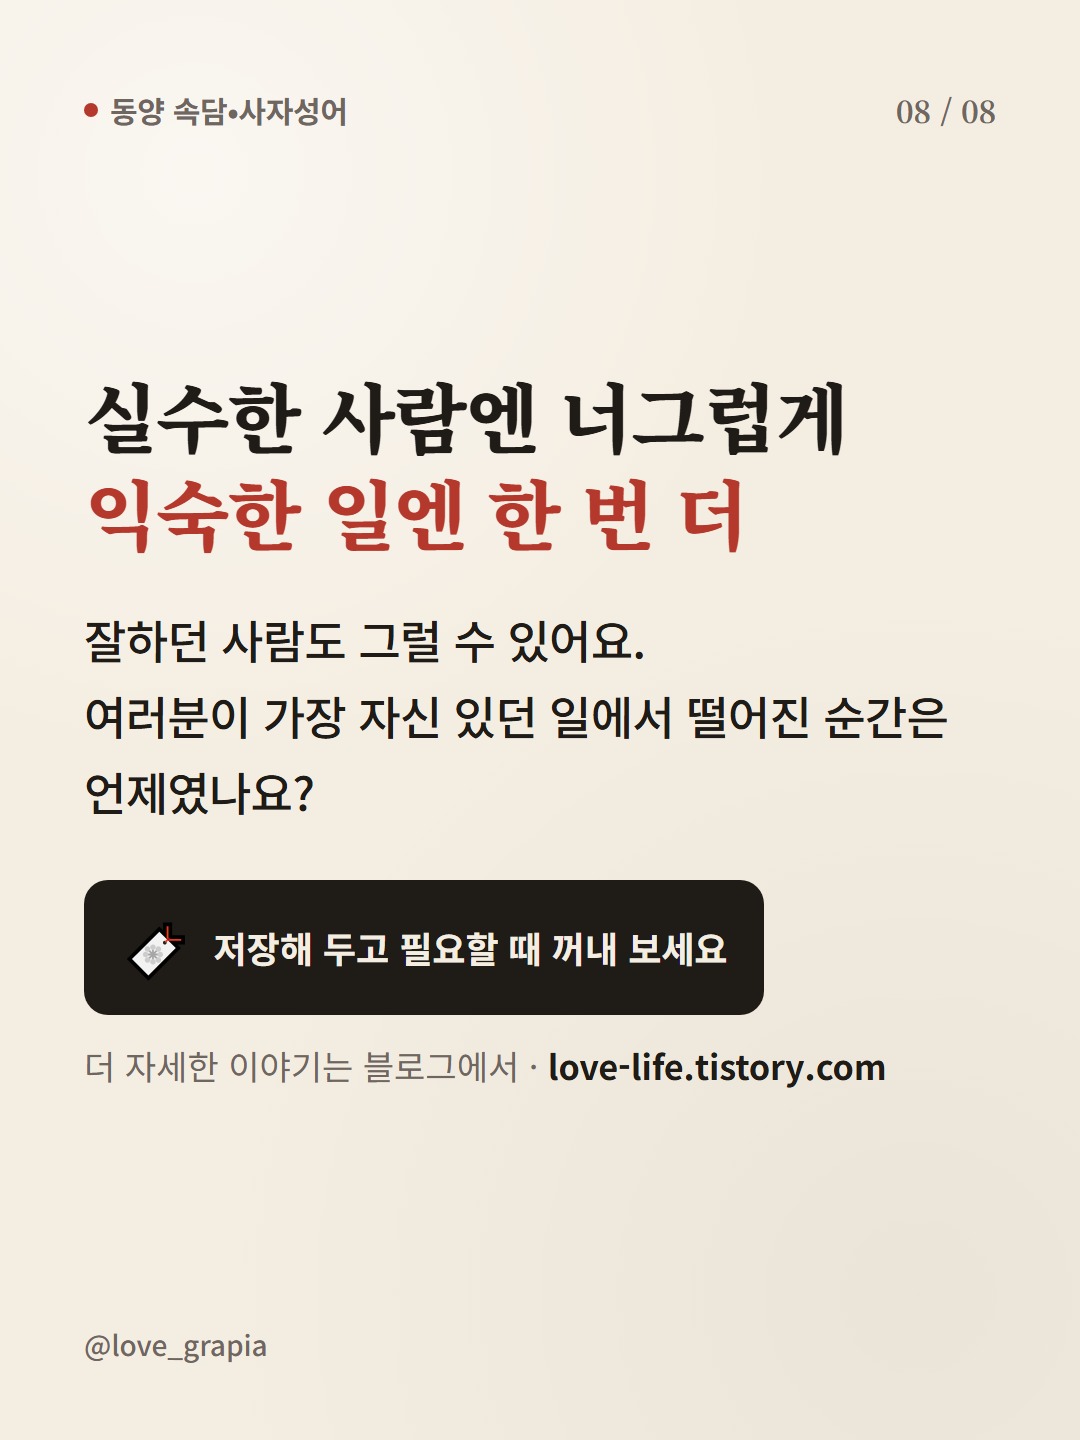 동양 속담•사자성어
08 / 08
실수한 사람엔 너그럽게
익숙한 일엔 한 번 더
잘하던 사람도 그럴 수 있어요.
여러분이 가장 자신 있던 일에서 떨어진 순간은
언제였나요?
저장해 두고 필요할 때 꺼내 보세요
더 자세한 이야기는 블로그에서 · love-life.tistory.com
@love_grapia